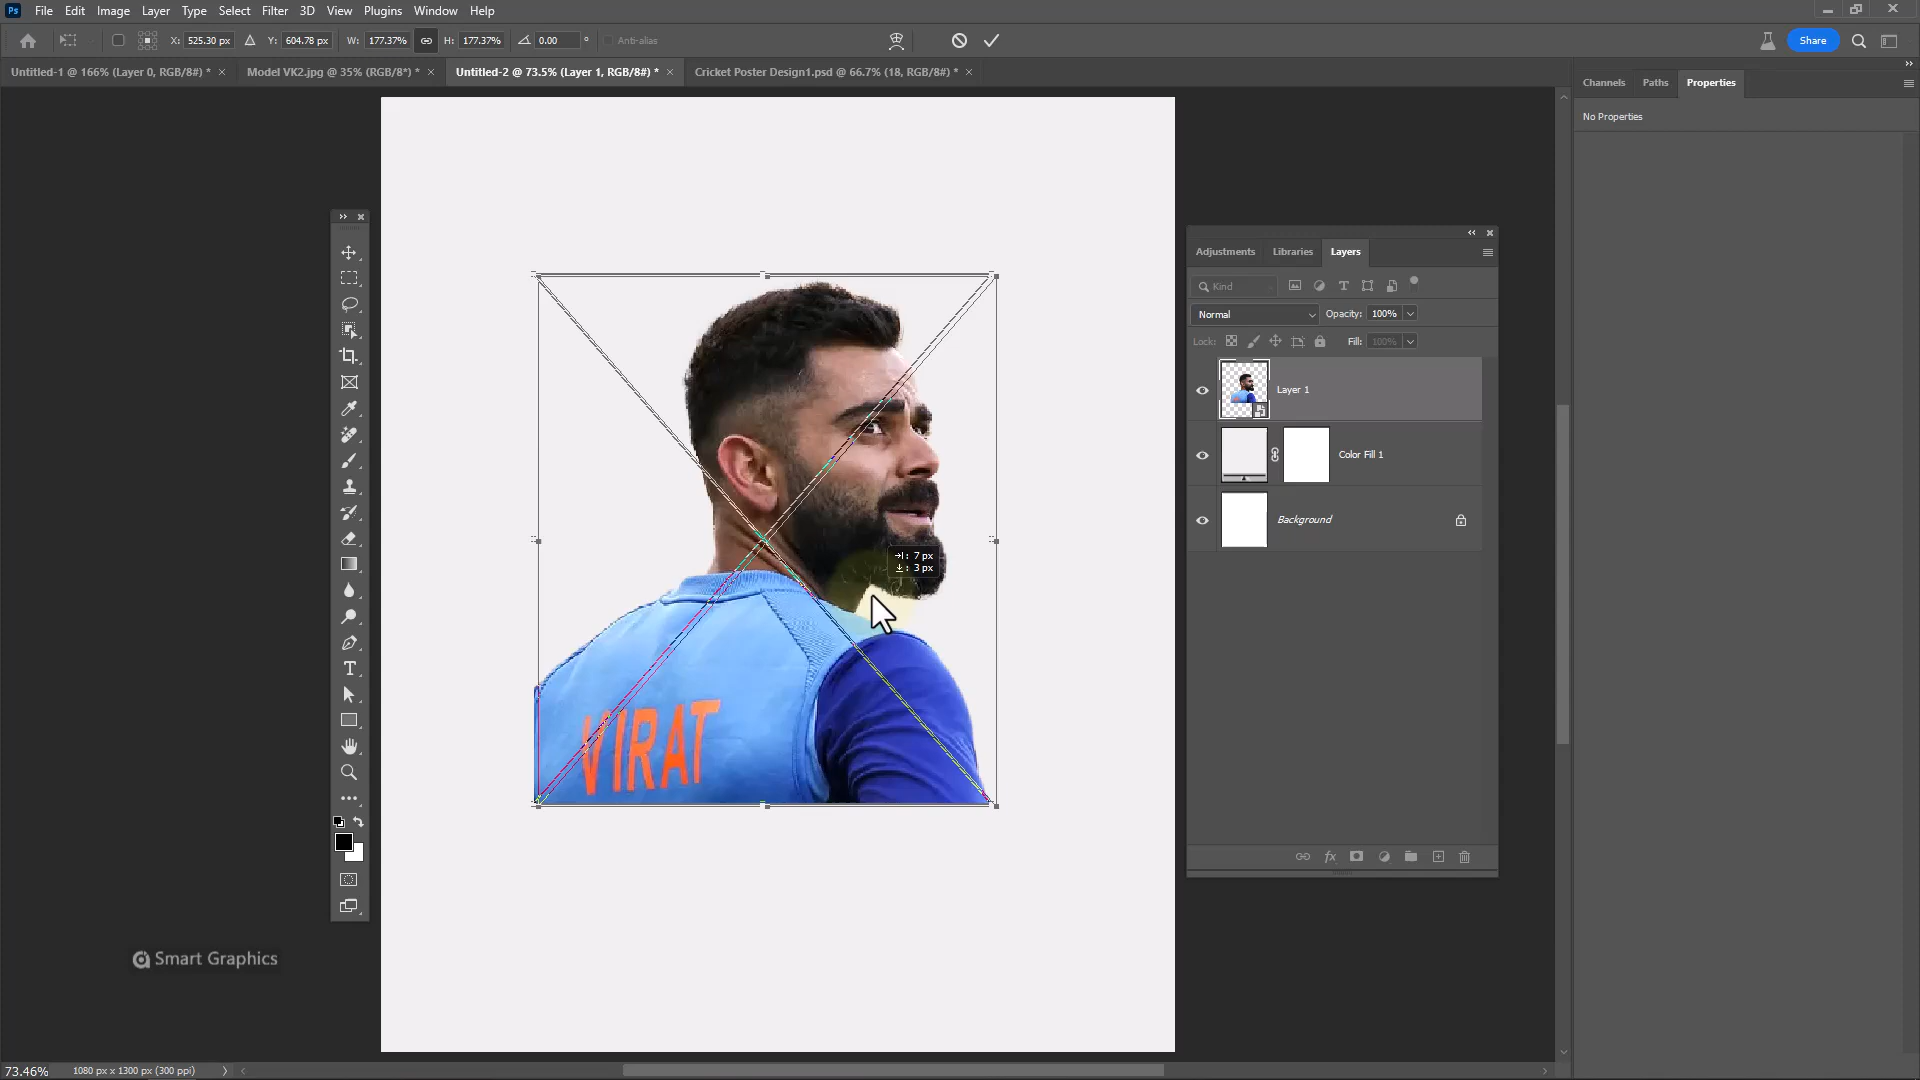 Ps File Edit Image Layer Type Select Filter 3D View Plugins Window Help
X: 525.30 px Y: 604.78 px W: 177.37% H: 177.37% 0.00 ° Anti-alias Share
Untitled-1 @ 166% (Layer 0, RGB/8#) * × Model VK2.jpg @ 35% (RGB/8*) * × Untitled-2 @ 73.5% (Layer 1, RGB/8#) * × Cricket Poster Design1.psd @ 66.7% (18, RGB/8#) * ×
Channels Paths Properties
No Properties
Adjustments Libraries Layers
Kind
Normal Opacity: 100%
Lock: Fill: 100%
Layer 1
Color Fill 1
Background
: 7 px
: 3 px
VIRAT
Smart Graphics
73.46% 1080 px x 1300 px (300 ppi)